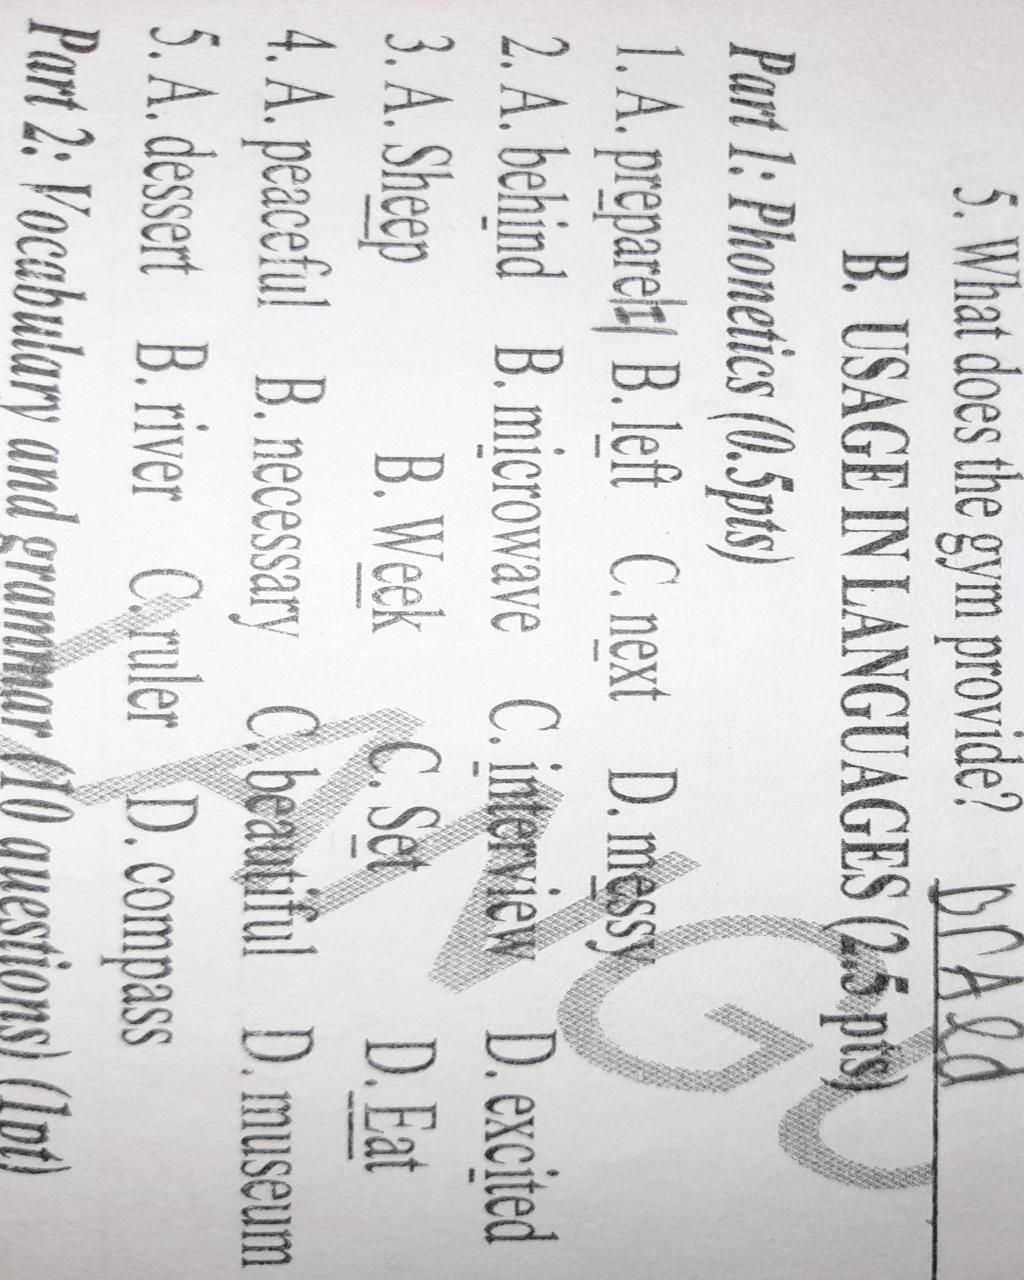 5. What does the gym provide? Bread
B. USAGE IN LANGUAGES (2.5pts)
Part 1: Phonetics (0.5pts)
1. A. prepare B. left C. next D. messy
2. A. behind B. microwave C. interview D. excited
3. A. Sheep B. Week C. Set D. Eat
4. A. peaceful B. necessary C. beautiful D. museum
5. A. dessert B. river C. ruler D. compass
Part 2: Vocabulary and grammar (10 questions) (1pt)